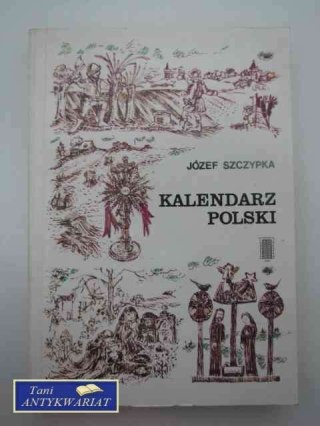 JÓZEF SZCZYPKA
KALENDARZ
POLSKI
Tani
ANTYKWARIAT